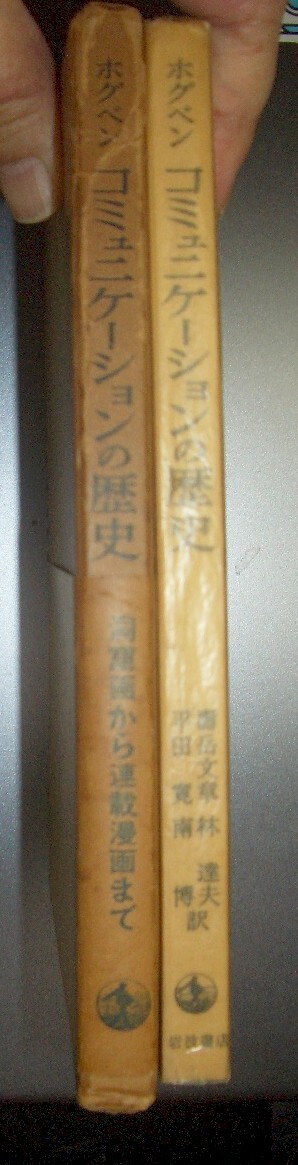 ホグベン コミュニケーションの歴史
洞窟画から連載漫画まで
ホグベン コミュニケーションの歴史
寿岳文章 林 達夫
平田 寛 南 博 訳
岩波書店